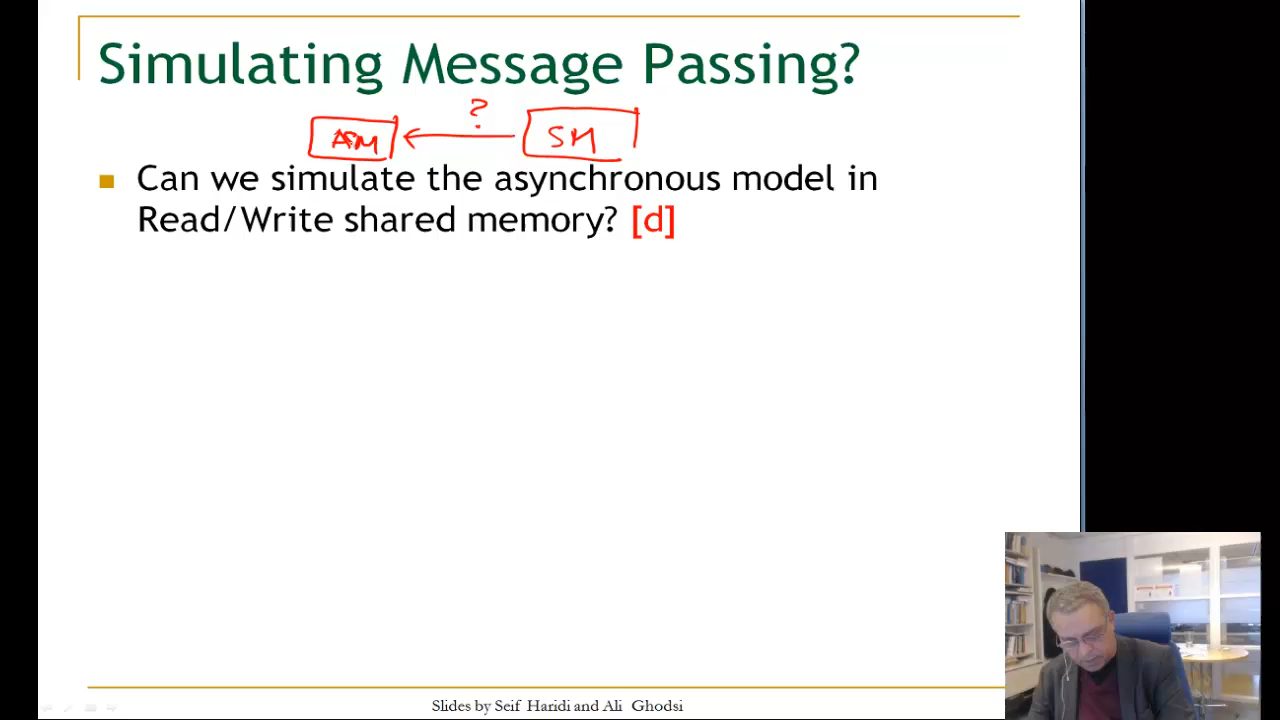 Simulating Message Passing?
?
ASM
SM
Can we simulate the asynchronous model in
Read/Write shared memory? [d]
Slides by Seif Haridi and Ali Ghodsi